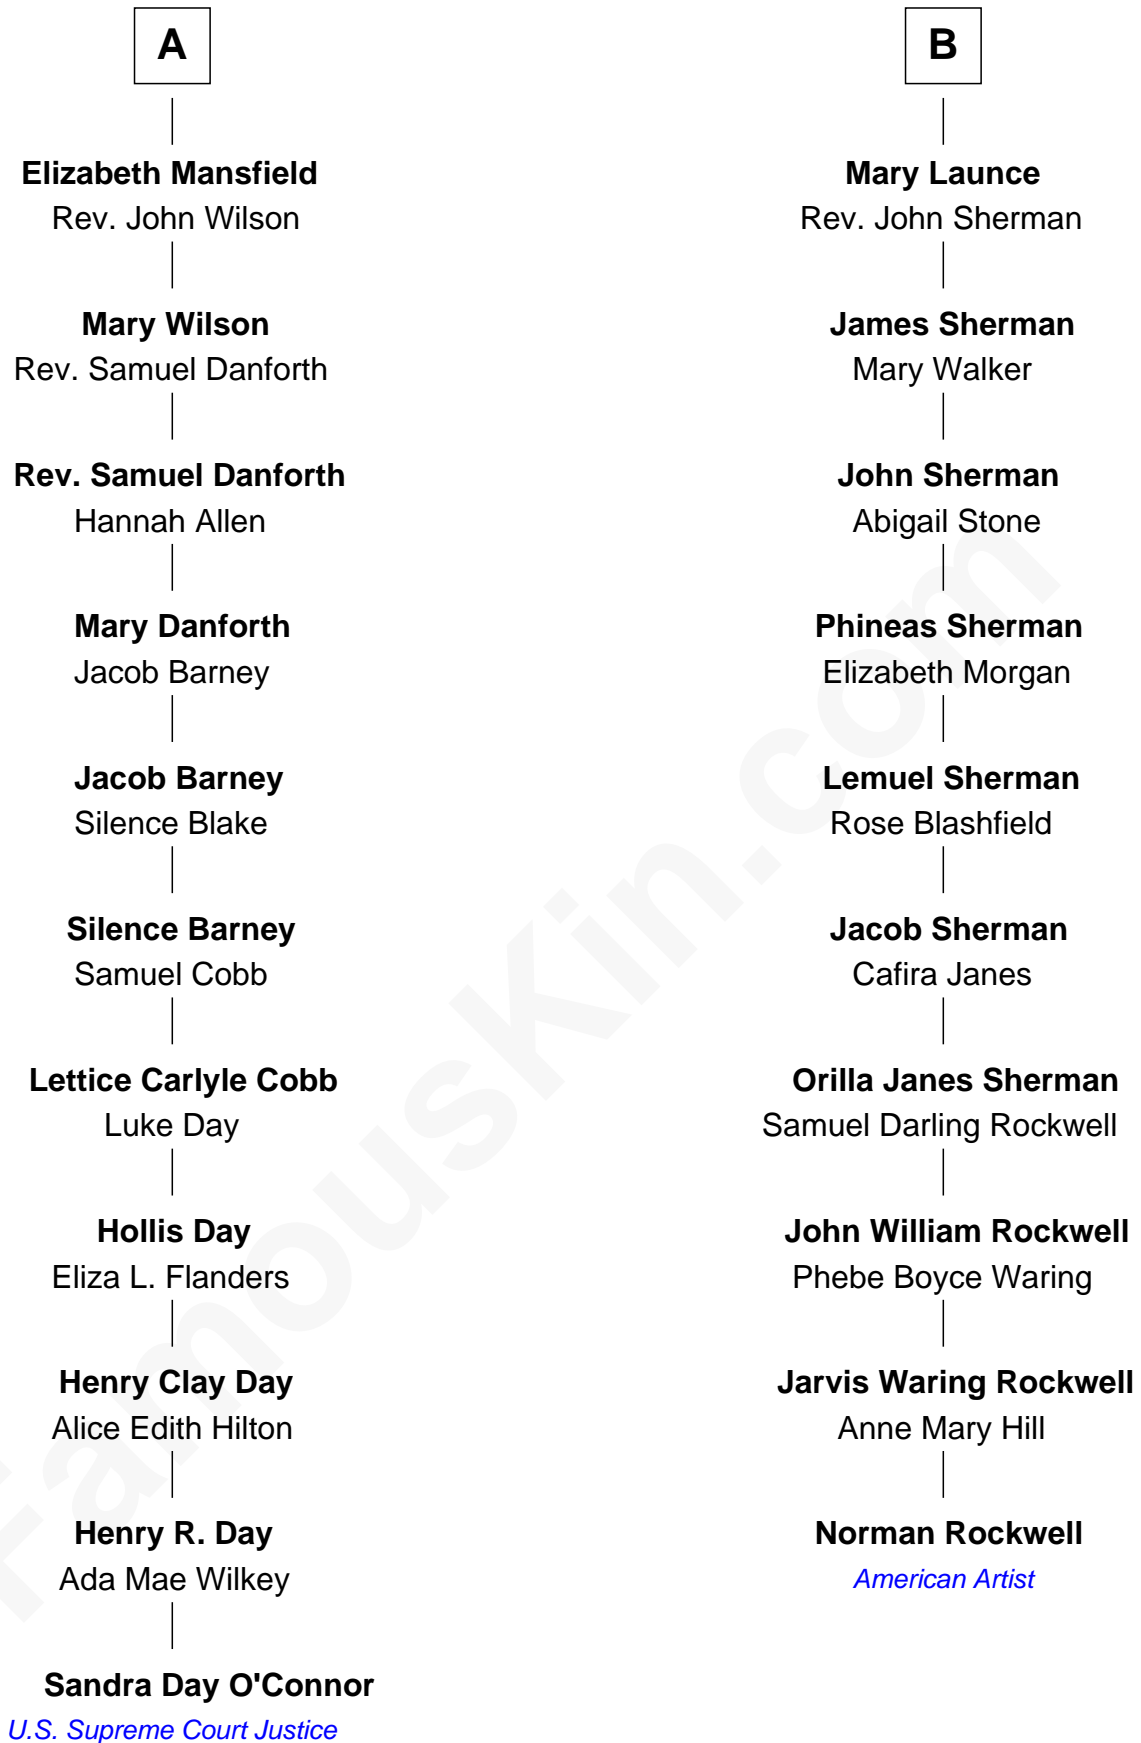 A
Elizabeth Mansfield
Rev. John Wilson
Mary Wilson
Rev. Samuel Danforth
Rev. Samuel Danforth
Hannah Allen
Mary Danforth
Jacob Barney
Jacob Barney
Silence Blake
Silence Barney
Samuel Cobb
Lettice Carlyle Cobb
Luke Day
Hollis Day
Eliza L. Flanders
Henry Clay Day
Alice Edith Hilton
Henry R. Day
Ada Mae Wilkey
Sandra Day O'Connor
U.S. Supreme Court Justice
B
Mary Launce
Rev. John Sherman
James Sherman
Mary Walker
John Sherman
Abigail Stone
Phineas Sherman
Elizabeth Morgan
Lemuel Sherman
Rose Blashfield
Jacob Sherman
Cafira Janes
Orilla Janes Sherman
Samuel Darling Rockwell
John William Rockwell
Phebe Boyce Waring
Jarvis Waring Rockwell
Anne Mary Hill
Norman Rockwell
American Artist
FamousKin.com